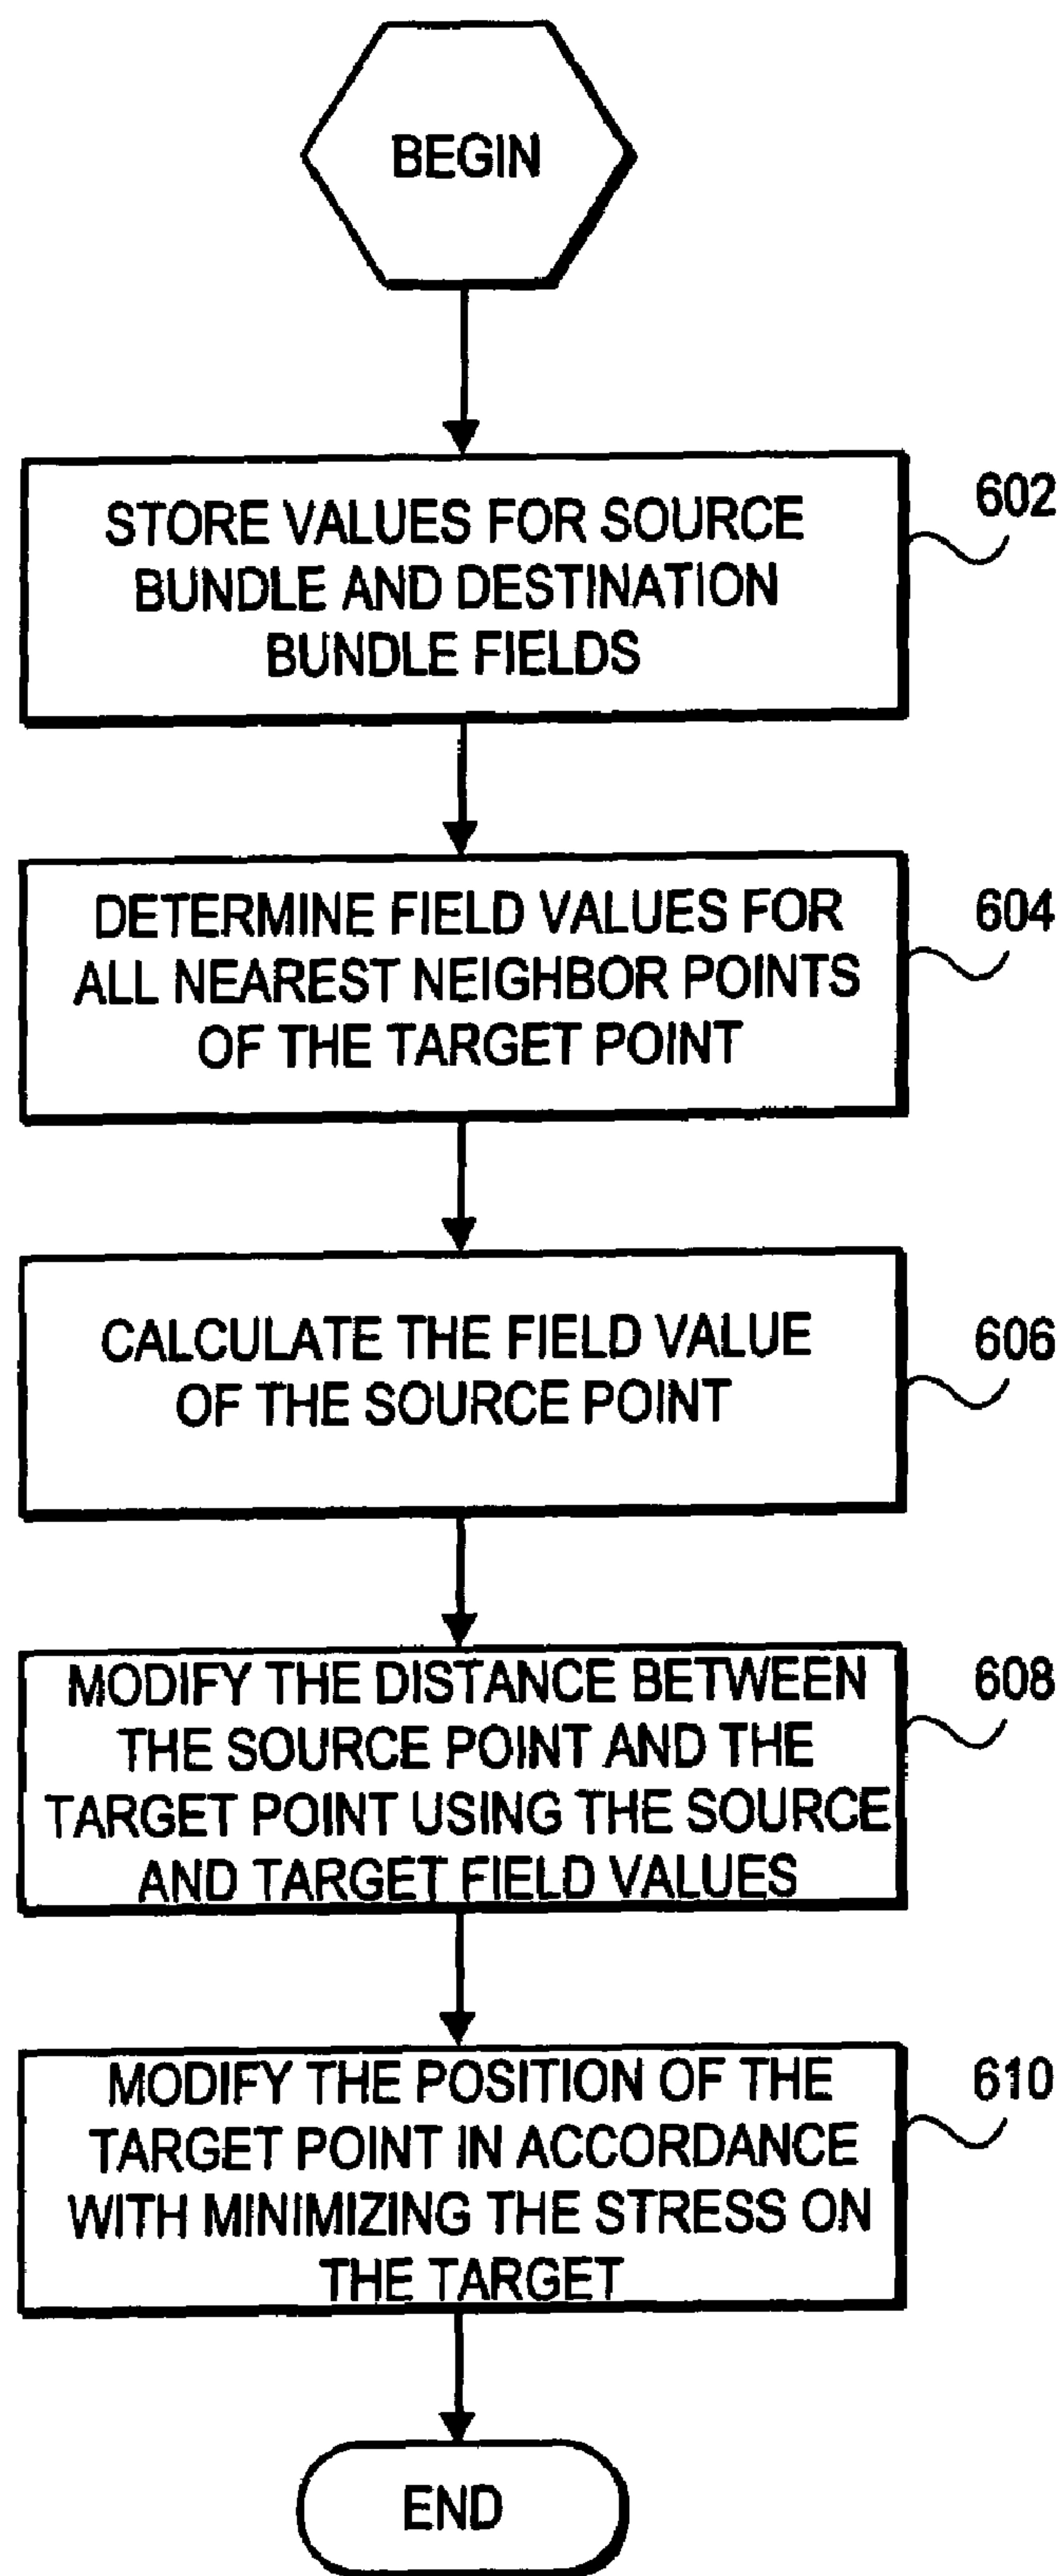 BEGIN
STORE VALUES FOR SOURCE
BUNDLE AND DESTINATION
BUNDLE FIELDS
602
DETERMINE FIELD VALUES FOR
ALL NEAREST NEIGHBOR POINTS
OF THE TARGET POINT
604
CALCULATE THE FIELD VALUE
OF THE SOURCE POINT
606
MODIFY THE DISTANCE BETWEEN
THE SOURCE POINT AND THE
TARGET POINT USING THE SOURCE
AND TARGET FIELD VALUES
608
MODIFY THE POSITION OF THE
TARGET POINT IN ACCORDANCE
WITH MINIMIZING THE STRESS ON
THE TARGET
610
END